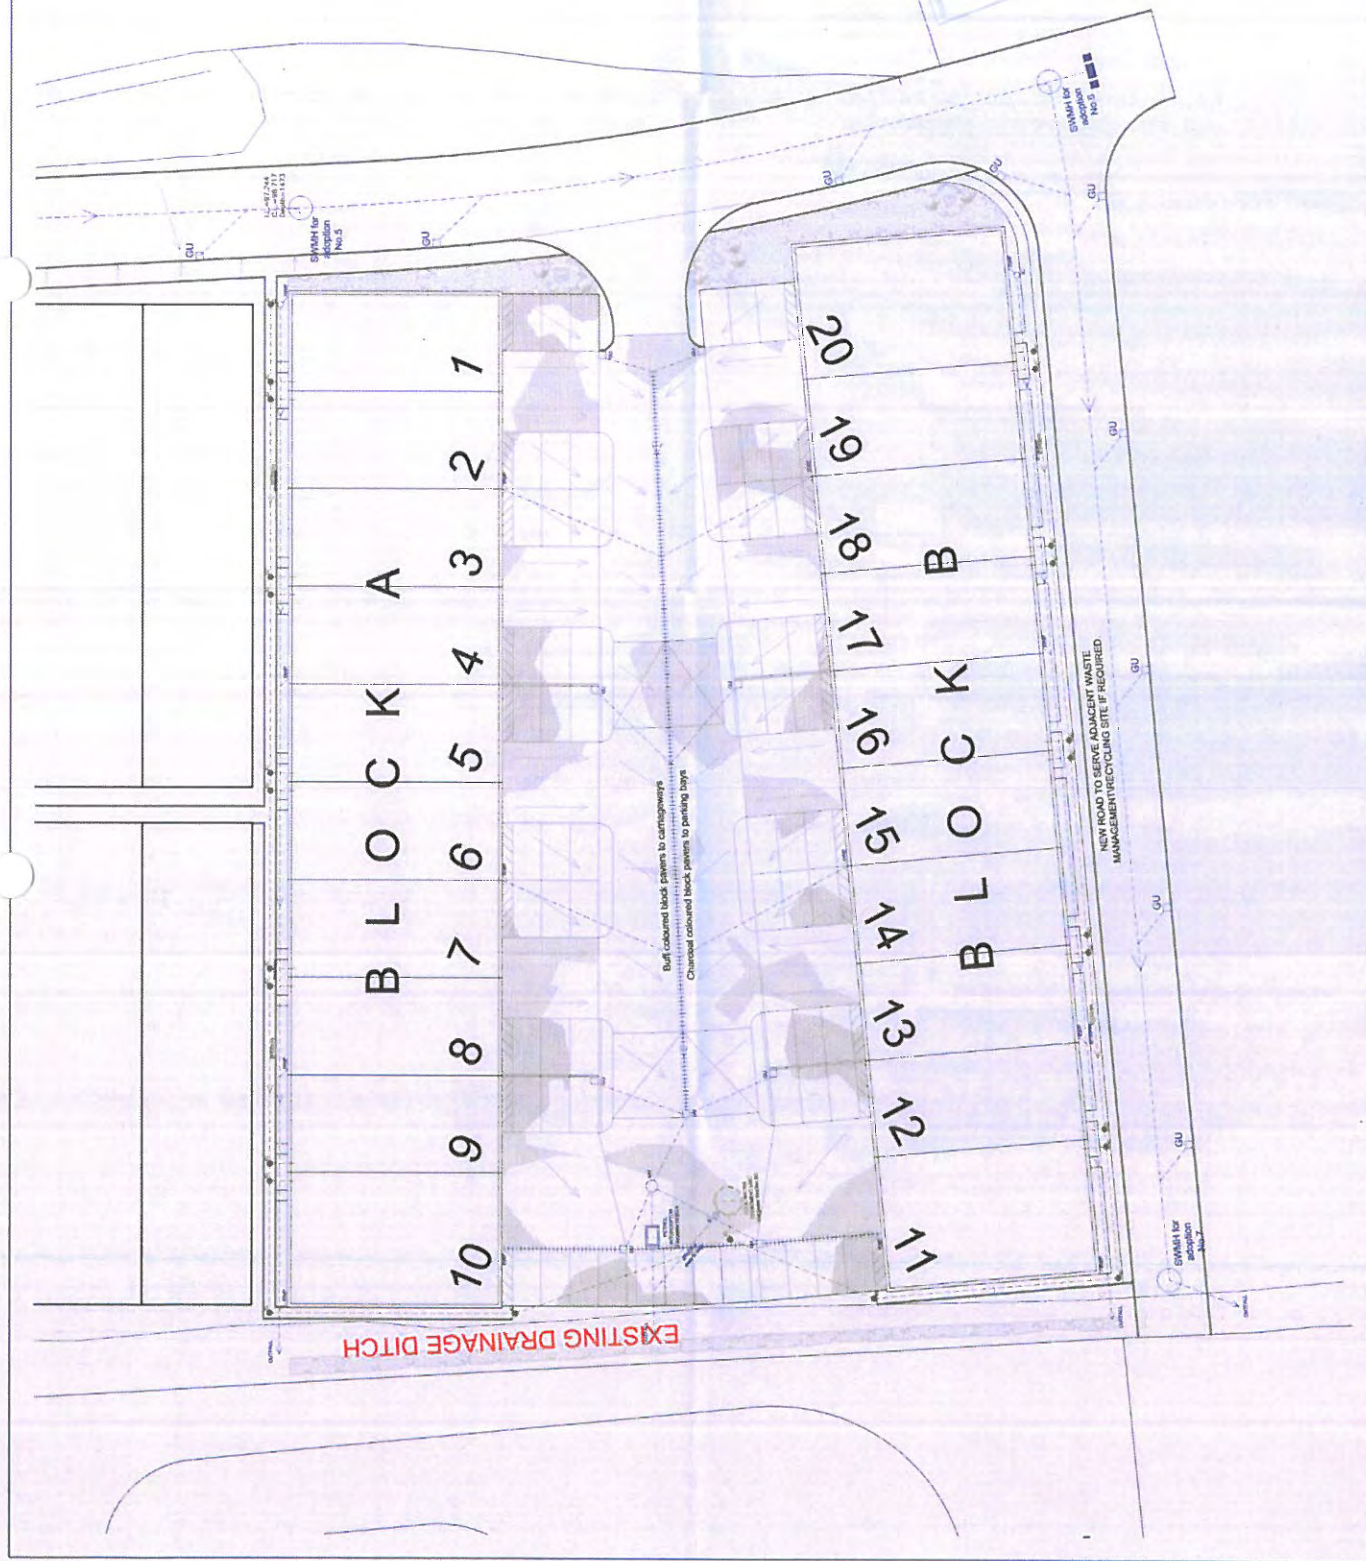 SWMH for
adoption
No.6
GU
GU
GU
GU
SWMH for
adoption
No.5
GU
1
2
3
4
5
6
7
8
9
10
BLOCK A
20
19
18
17
16
15
14
13
12
11
BLOCK B
Buff coloured block paviers to carriageways
Charcoal coloured block paviers to parking bays
NEW ROAD TO SERVE ADJACENT WASTE
MANAGEMENT/RECYCLING SITE IF REQUIRED
GU
GU
GU
GU
SWMH for
adoption
No.7
EXISTING DRAINAGE DITCH